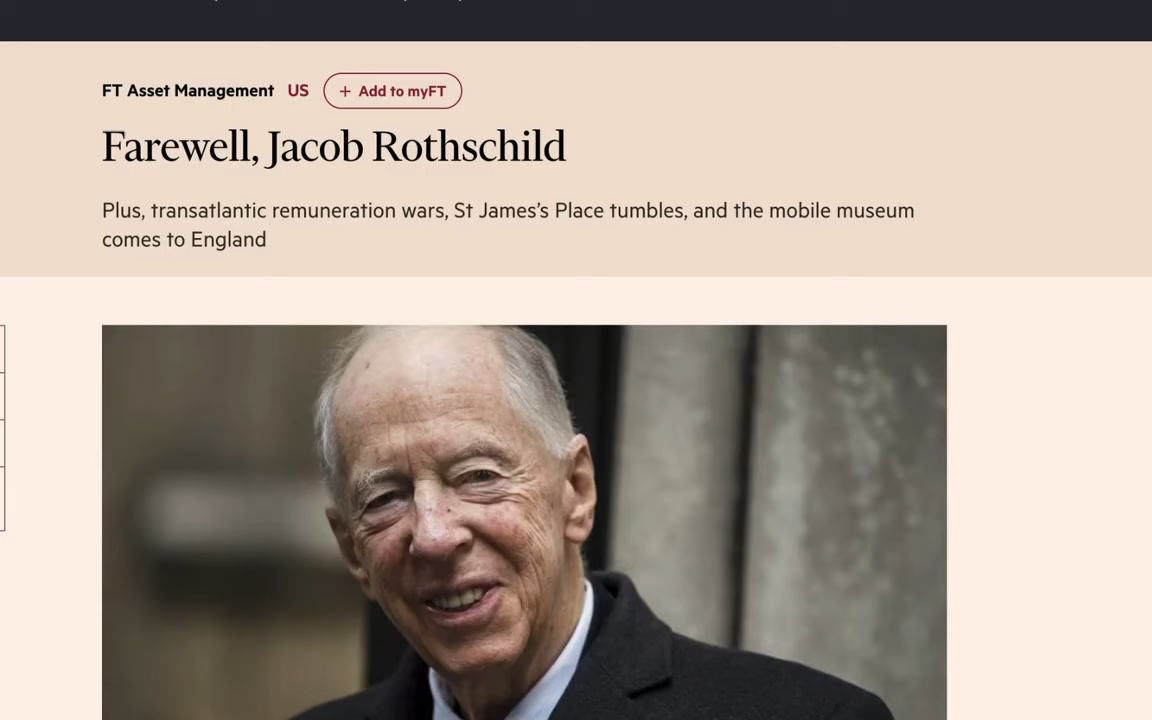 FT Asset Management US + Add to myFT
Farewell, Jacob Rothschild
Plus, transatlantic remuneration wars, St James’s Place tumbles, and the mobile museum
comes to England